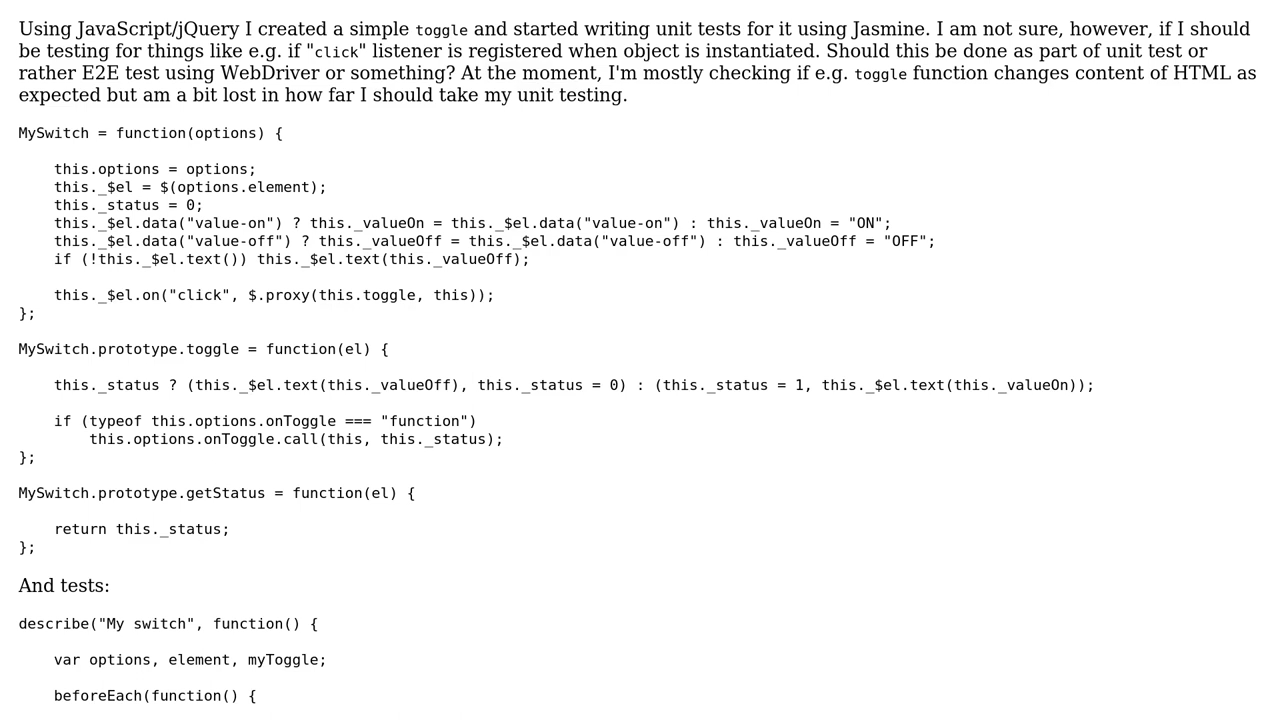 Using JavaScript/jQuery I created a simple toggle and started writing unit tests for it using Jasmine. I am not sure, however, if I should
be testing for things like e.g. if "click" listener is registered when object is instantiated. Should this be done as part of unit test or
rather E2E test using WebDriver or something? At the moment, I'm mostly checking if e.g. toggle function changes content of HTML as
expected but am a bit lost in how far I should take my unit testing.
MySwitch = function(options) {
    this.options = options;
    this._$el = $(options.element);
    this._status = 0;
    this._$el.data("value-on") ? this._valueOn = this._$el.data("value-on") : this._valueOn = "ON";
    this._$el.data("value-off") ? this._valueOff = this._$el.data("value-off") : this._valueOff = "OFF";
    if (!this._$el.text()) this._$el.text(this._valueOff);
    this._$el.on("click", $.proxy(this.toggle, this));
};
MySwitch.prototype.toggle = function(el) {
    this._status ? (this._$el.text(this._valueOff), this._status = 0) : (this._status = 1, this._$el.text(this._valueOn));
    if (typeof this.options.onToggle === "function")
        this.options.onToggle.call(this, this._status);
};
MySwitch.prototype.getStatus = function(el) {
    return this._status;
};
And tests:
describe("My switch", function() {
    var options, element, myToggle;
    beforeEach(function() {